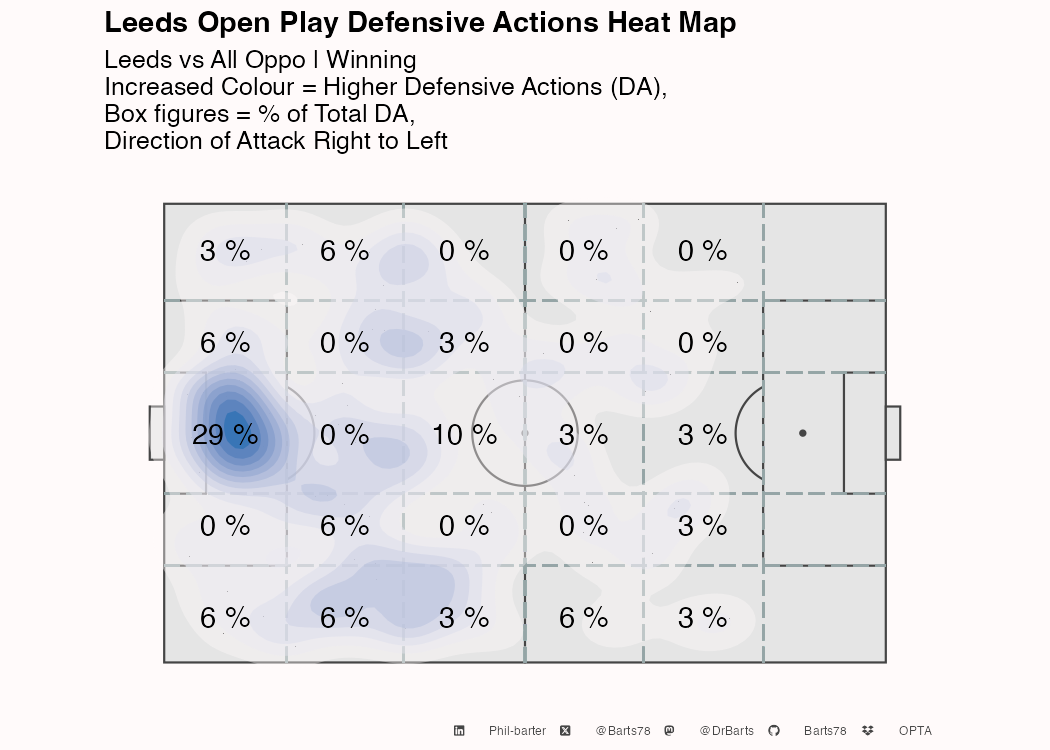 Leeds Open Play Defensive Actions Heat Map
Leeds vs All Oppo | Winning
Increased Colour = Higher Defensive Actions (DA),
Box figures = % of Total DA,
Direction of Attack Right to Left
3 % 6 % 0 % 0 % 0 %
6 % 0 % 3 % 0 % 0 %
29 % 0 % 10 % 3 % 3 %
0 % 6 % 0 % 0 % 3 %
6 % 6 % 3 % 6 % 3 %
Phil-barter @Barts78 @DrBarts Barts78 OPTA